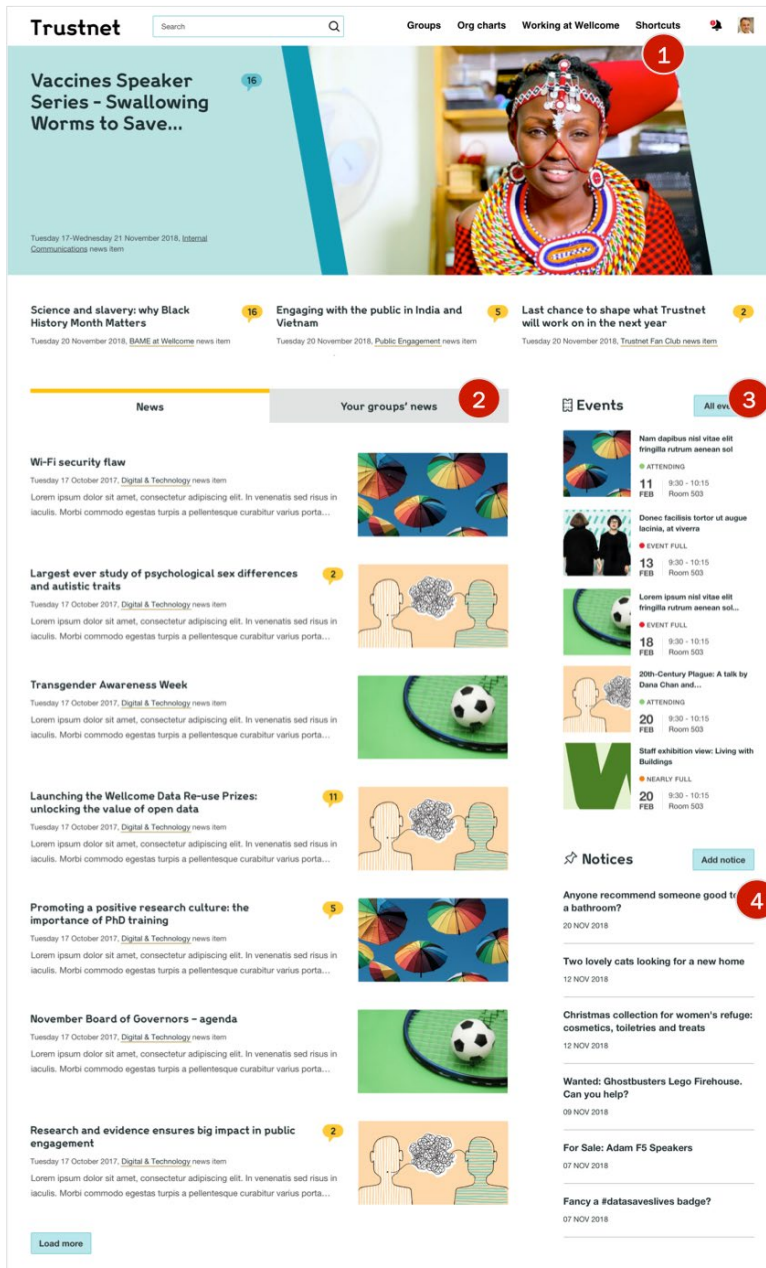 Trustnet
Search
Groups
Org charts
Working at Wellcome
Shortcuts
1
Vaccines Speaker
Series - Swallowing
Worms to Save...
16
Tuesday 17-Wednesday 21 November 2018, Internal
Communications news item
Science and slavery: why Black
History Month Matters
16
Tuesday 20 November 2018, BAME at Wellcome news item
Engaging with the public in India and
Vietnam
5
Tuesday 20 November 2018, Public Engagement news item
Last chance to shape what Trustnet
will work on in the next year
2
Tuesday 20 November 2018, Trustnet Fan Club news item
News
Your groups' news
2
Wi-Fi security flaw
Tuesday 17 October 2017, Digital & Technology news item
Lorem ipsum dolor sit amet, consectetur adipiscing elit. In venenatis sed risus in
iaculis. Morbi commodo egestas turpis a pellentesque curabitur varius porta...
Largest ever study of psychological sex differences
and autistic traits
2
Tuesday 17 October 2017, Digital & Technology news item
Lorem ipsum dolor sit amet, consectetur adipiscing elit. In venenatis sed risus in
iaculis. Morbi commodo egestas turpis a pellentesque curabitur varius porta...
Transgender Awareness Week
Tuesday 17 October 2017, Digital & Technology news item
Lorem ipsum dolor sit amet, consectetur adipiscing elit. In venenatis sed risus in
iaculis. Morbi commodo egestas turpis a pellentesque curabitur varius porta...
Launching the Wellcome Data Re-use Prizes:
unlocking the value of open data
11
Tuesday 17 October 2017, Digital & Technology news item
Lorem ipsum dolor sit amet, consectetur adipiscing elit. In venenatis sed risus in
iaculis. Morbi commodo egestas turpis a pellentesque curabitur varius porta...
Promoting a positive research culture: the
importance of PhD training
5
Tuesday 17 October 2017, Digital & Technology news item
Lorem ipsum dolor sit amet, consectetur adipiscing elit. In venenatis sed risus in
iaculis. Morbi commodo egestas turpis a pellentesque curabitur varius porta...
November Board of Governors – agenda
Tuesday 17 October 2017, Digital & Technology news item
Lorem ipsum dolor sit amet, consectetur adipiscing elit. In venenatis sed risus in
iaculis. Morbi commodo egestas turpis a pellentesque curabitur varius porta...
Research and evidence ensures big impact in public
engagement
2
Tuesday 17 October 2017, Digital & Technology news item
Lorem ipsum dolor sit amet, consectetur adipiscing elit. In venenatis sed risus in
iaculis. Morbi commodo egestas turpis a pellentesque curabitur varius porta...
Load more
Events
All
3
Nam dapibus nisl vitae elit
fringilla rutrum aenean sol
ATTENDING
11 9:30 - 10:15
FEB Room 503
Donec facilisis tortor ut augue
lacinia, at viverra
EVENT FULL
13 9:30 - 10:15
FEB Room 503
Lorem ipsum nisl vitae elit
fringilla rutrum aenean sol...
EVENT FULL
18 9:30 - 10:15
FEB Room 503
20th-Century Plague: A talk by
Dana Chan and...
ATTENDING
20 9:30 - 10:15
FEB Room 503
Staff exhibition view: Living with
Buildings
NEARLY FULL
20 9:30 - 10:15
FEB Room 503
Notices
Add notice
4
Anyone recommend someone good
a bathroom?
20 NOV 2018
Two lovely cats looking for a new home
12 NOV 2018
Christmas collection for women's refuge:
cosmetics, toiletries and treats
12 NOV 2018
Wanted: Ghostbusters Lego Firehouse.
Can you help?
09 NOV 2018
For Sale: Adam F5 Speakers
07 NOV 2018
Fancy a #datasaveslives badge?
07 NOV 2018